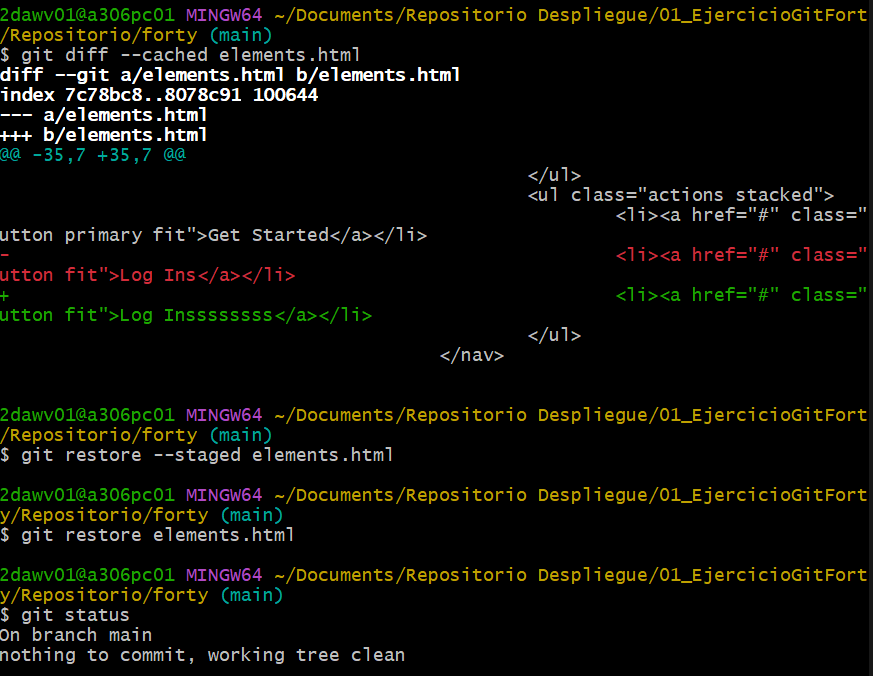 2dawv01@a306pc01 MINGW64 ~/Documents/Repositorio Despliegue/01_EjercicioGitFort
/Repositorio/forty (main)
$ git diff --cached elements.html
diff --git a/elements.html b/elements.html
index 7c78bc8..8078c91 100644
--- a/elements.html
+++ b/elements.html
@@ -35,7 +35,7 @@
</ul>
<ul class="actions stacked">
<li><a href="#" class="
utton primary fit">Get Started</a></li>
- <li><a href="#" class="
utton fit">Log Ins</a></li>
+ <li><a href="#" class="
utton fit">Log Insssssssss</a></li>
</ul>
</nav>
2dawv01@a306pc01 MINGW64 ~/Documents/Repositorio Despliegue/01_EjercicioGitFort
/Repositorio/forty (main)
$ git restore --staged elements.html
2dawv01@a306pc01 MINGW64 ~/Documents/Repositorio Despliegue/01_EjercicioGitFort
y/Repositorio/forty (main)
$ git restore elements.html
2dawv01@a306pc01 MINGW64 ~/Documents/Repositorio Despliegue/01_EjercicioGitFort
y/Repositorio/forty (main)
$ git status
On branch main
nothing to commit, working tree clean